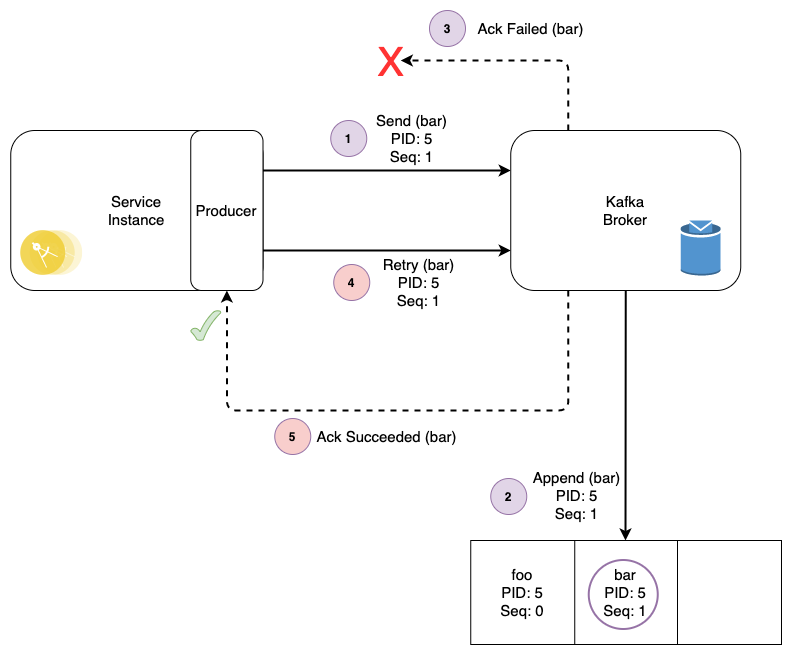 3
Ack Failed (bar)
X
1
Send (bar)
PID: 5
Seq: 1
Service
Instance
Producer
Kafka
Broker
4
Retry (bar)
PID: 5
Seq: 1
5
Ack Succeeded (bar)
2
Append (bar)
PID: 5
Seq: 1
foo
PID: 5
Seq: 0
bar
PID: 5
Seq: 1